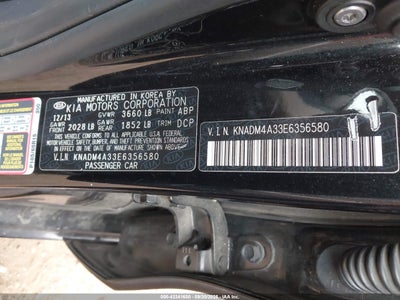 MANUFACTURED IN KOREA BY
KIA MOTORS CORPORATION
12/13 GVWR 3660 LB PAINT ABP
GAWR GAWR
FRONT 2028 LB REAR 1852 LB TRIM DCP
THIS VEHICLE CONFORMS TO ALL APPLICABLE U.S. FEDERAL
MOTOR VEHICLE SAFETY, BUMPER, AND THEFT PREVENTION
STANDARDS IN EFFECT ON THE DATE OF MANUFACTURE SHOWN ABOVE.
V.I.N KNADM4A33E6356580
PASSENGER CAR
V.I.N KNADM4A33E6356580